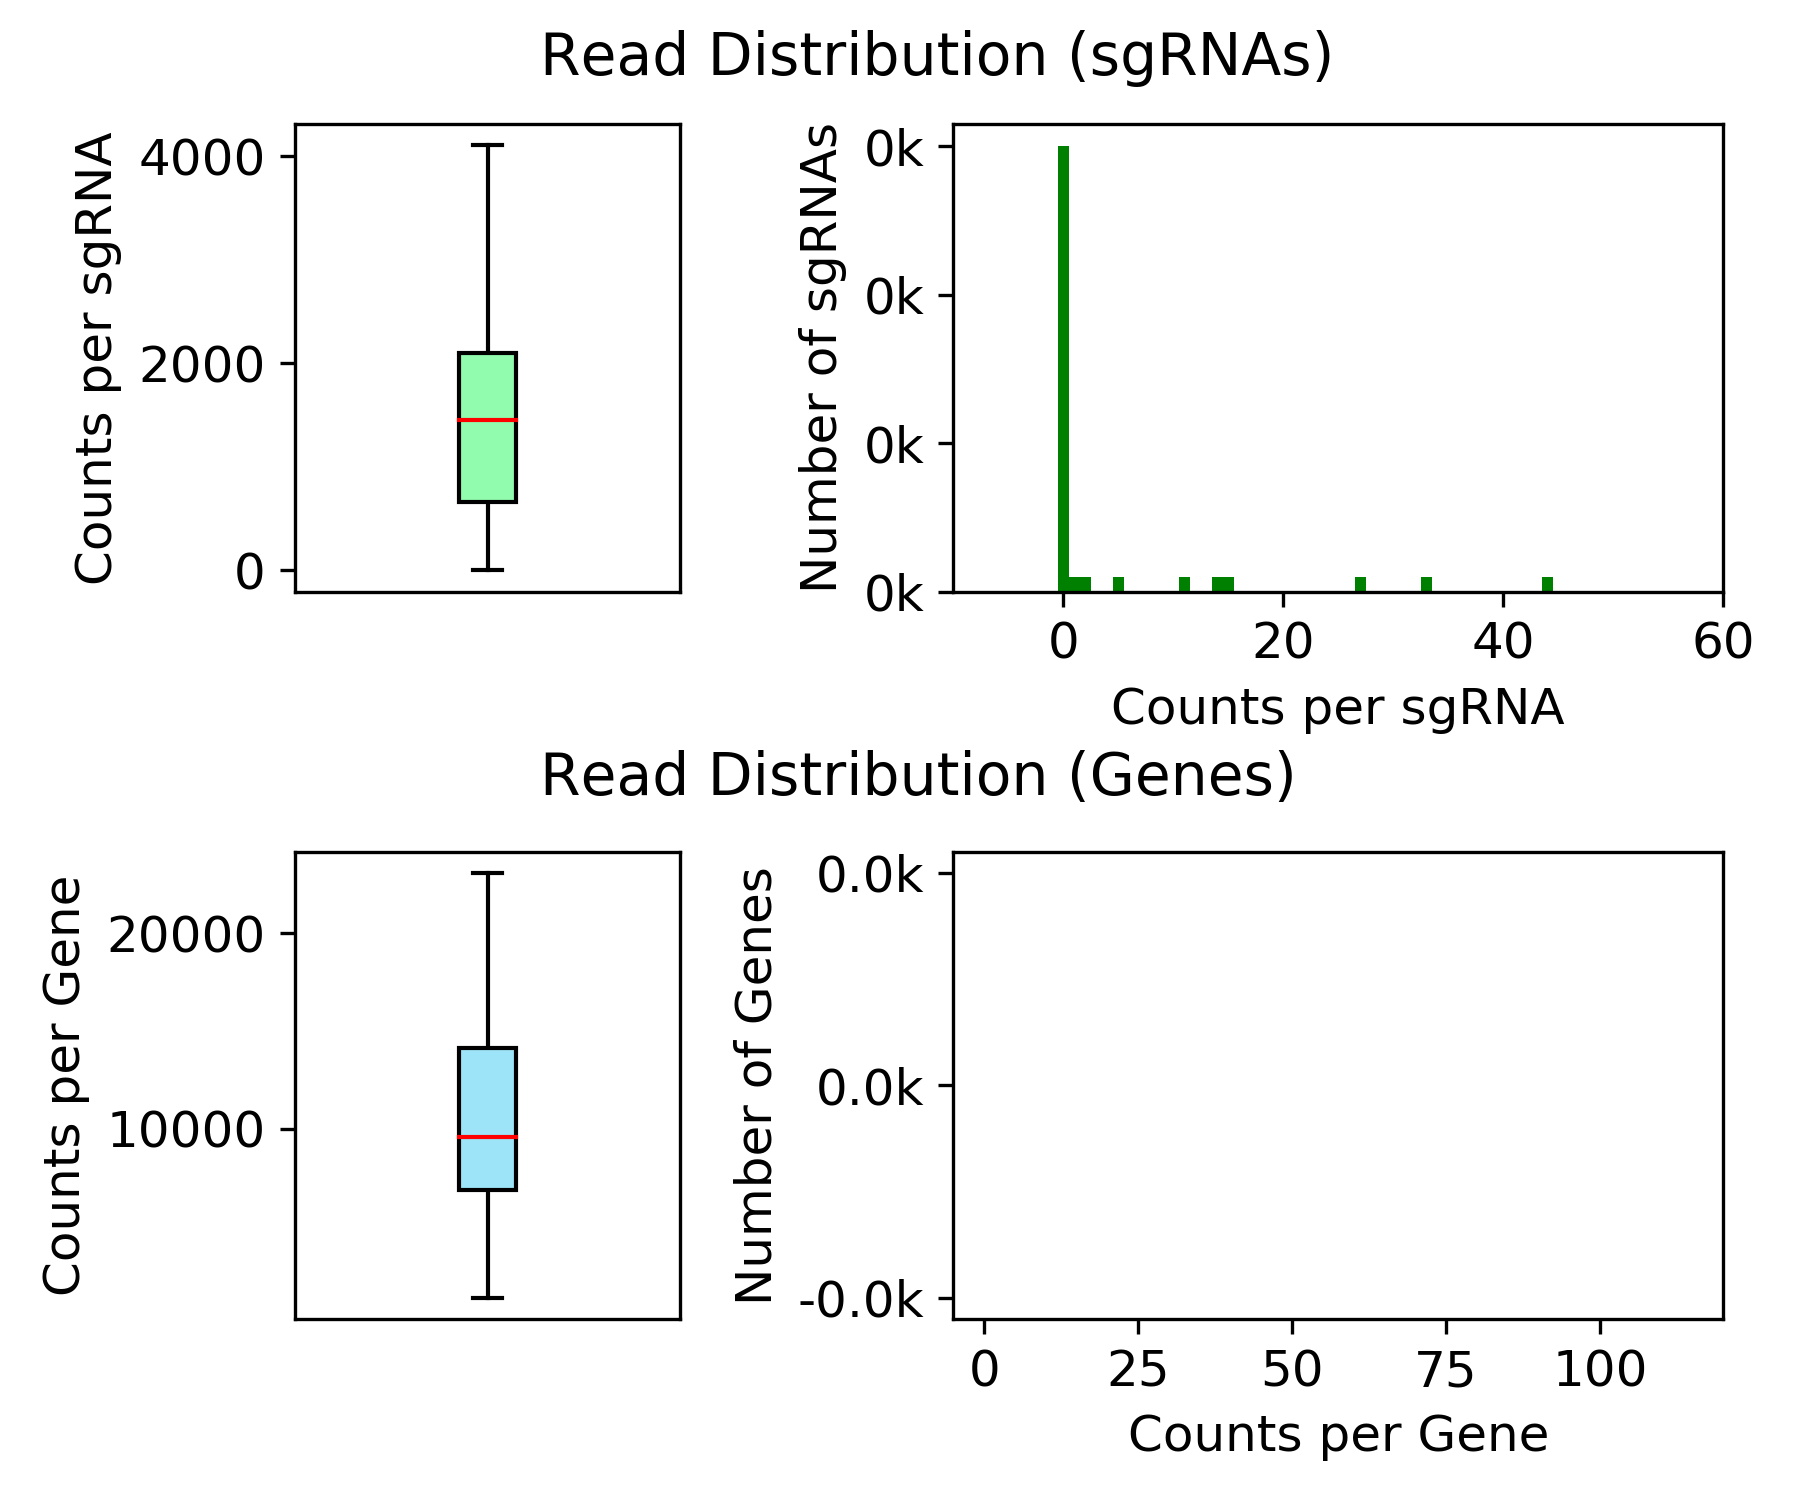 Read Distribution (sgRNAs)
Counts per sgRNA
4000
2000
0
Number of sgRNAs
0k
0k
0k
0k
0 20 40 60
Counts per sgRNA
Read Distribution (Genes)
Counts per Gene
20000
10000
Number of Genes
0.0k
0.0k
-0.0k
0 25 50 75 100
Counts per Gene